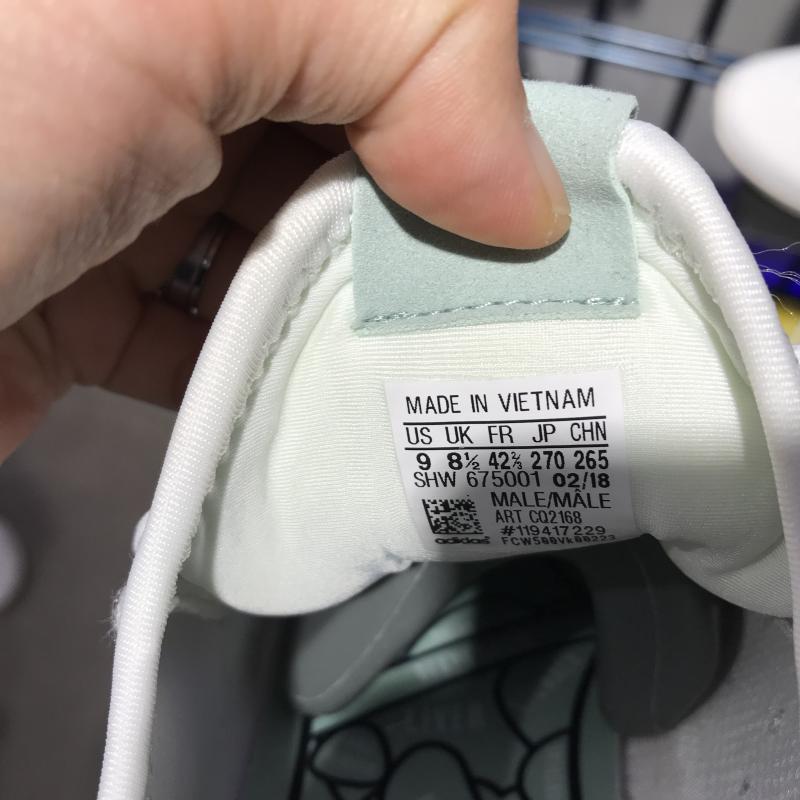 MADE IN VIETNAM
US UK FR JP CHN
9 8½ 42⅔ 270 265
SHW 675001 02/18
MALE/MÂLE
ART CQ2168
#119417229
adidas